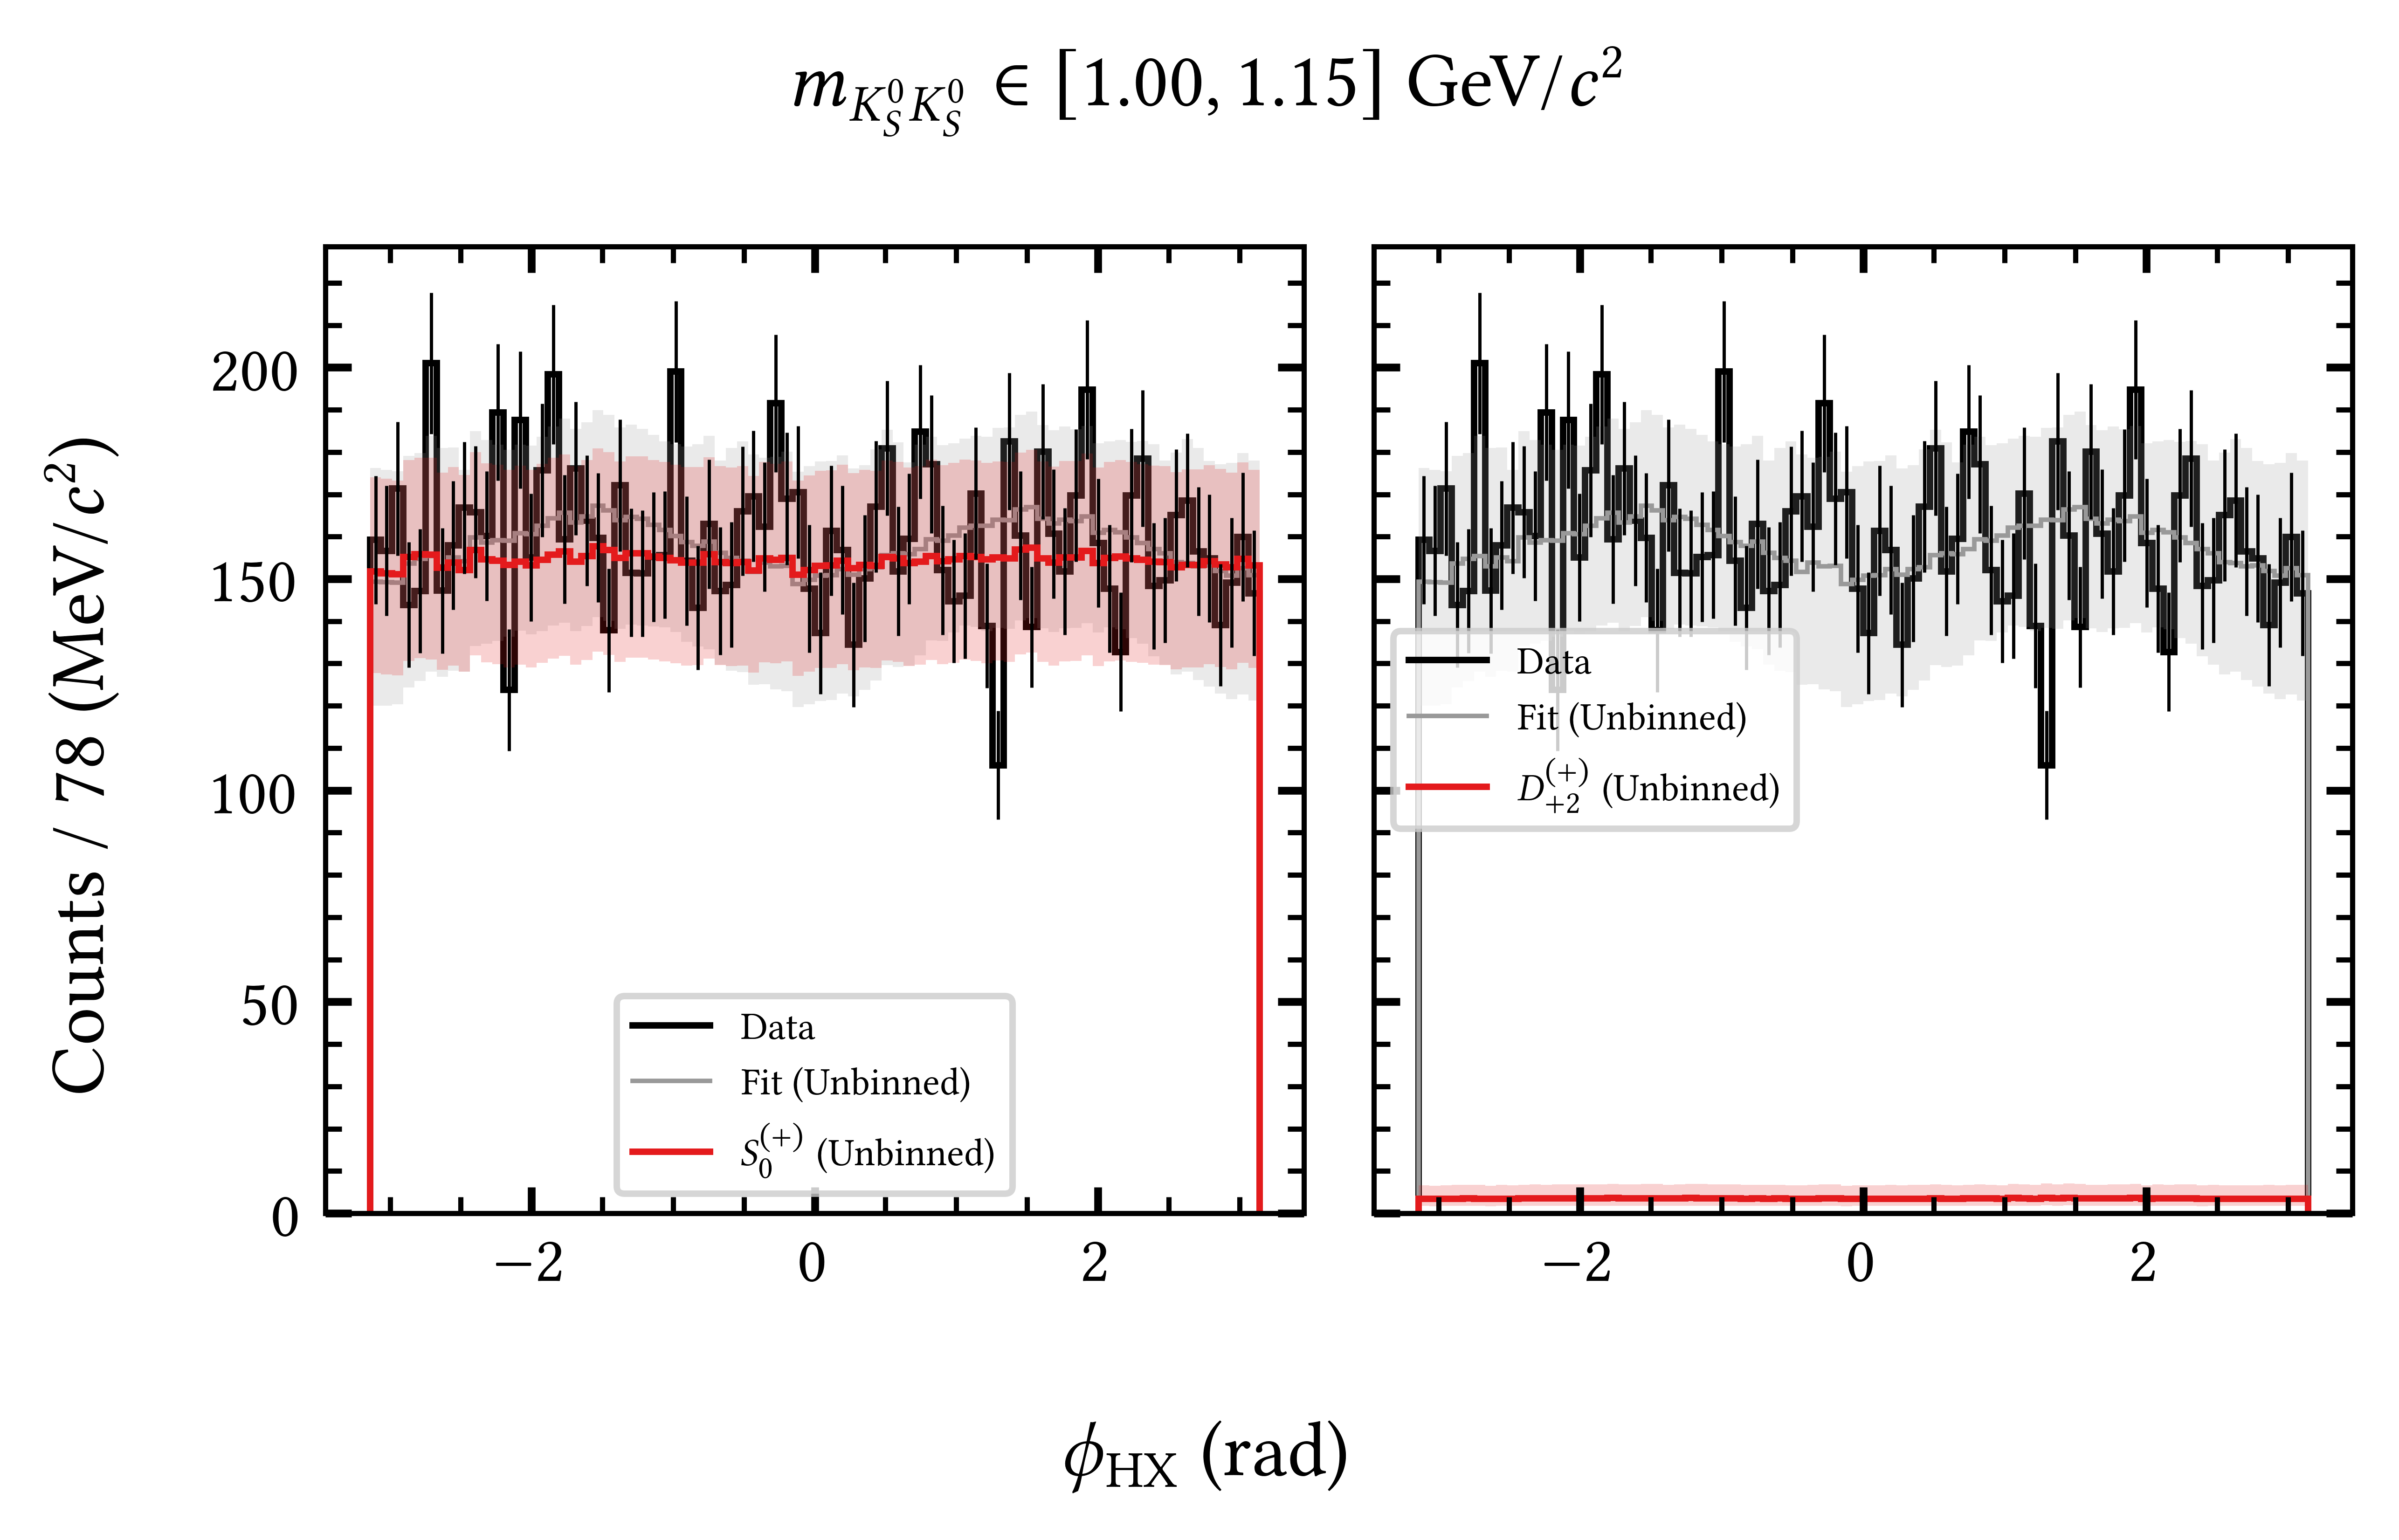 m_{K_S^0 K_S^0} ∈ [1.00, 1.15] GeV/c²
Counts / 78 (MeV/c²)
200
150
100
50
0
Data
Fit (Unbinned)
S_0^{(+)} (Unbinned)
−2
0
2
Data
Fit (Unbinned)
D_{+2}^{(+)} (Unbinned)
−2
0
2
ϕ_{HX} (rad)